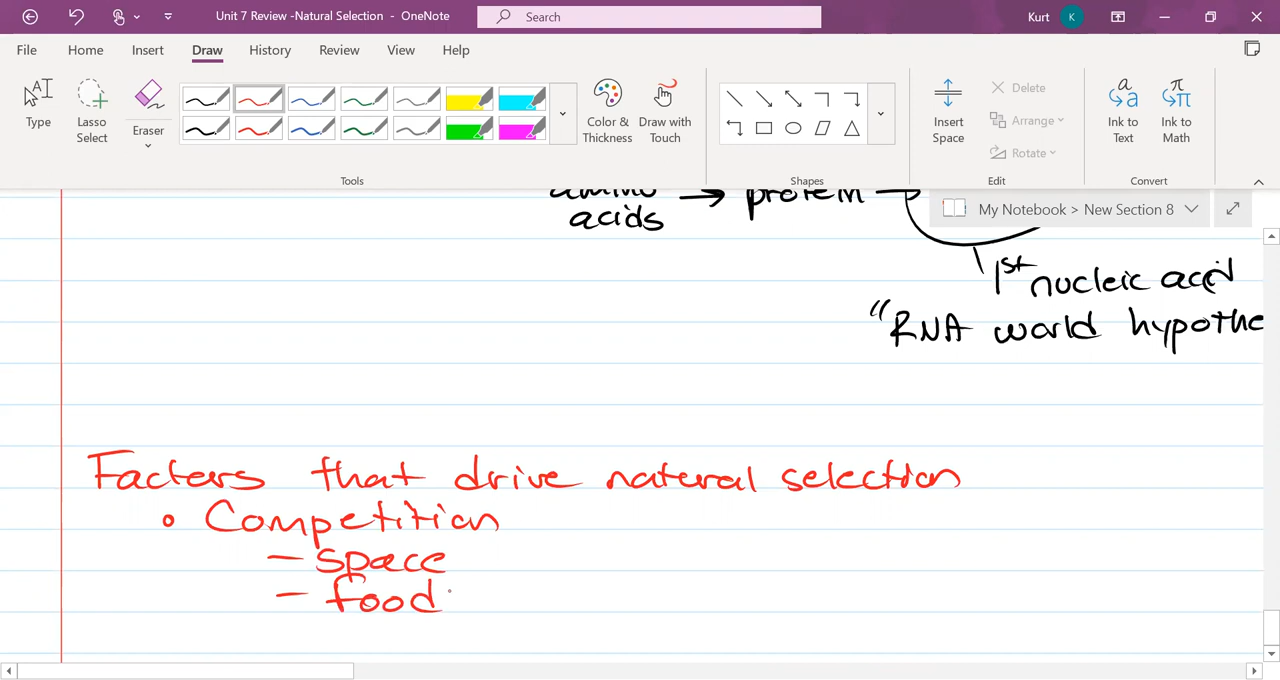 Unit 7 Review -Natural Selection - OneNote
Search
Kurt
K
File Home Insert Draw History Review View Help
Type
Lasso Select
Eraser
Color & Thickness
Draw with Touch
Insert Space
Delete
Arrange
Rotate
a
a
Ink to Text
π
π
Ink to Math
Tools
Shapes
Edit
Convert
My Notebook > New Section 8
amino → protein →
acids
1st nucleic acid
"RNA world hypothe
Factors that drive natural selection
• Competition
— space
— food